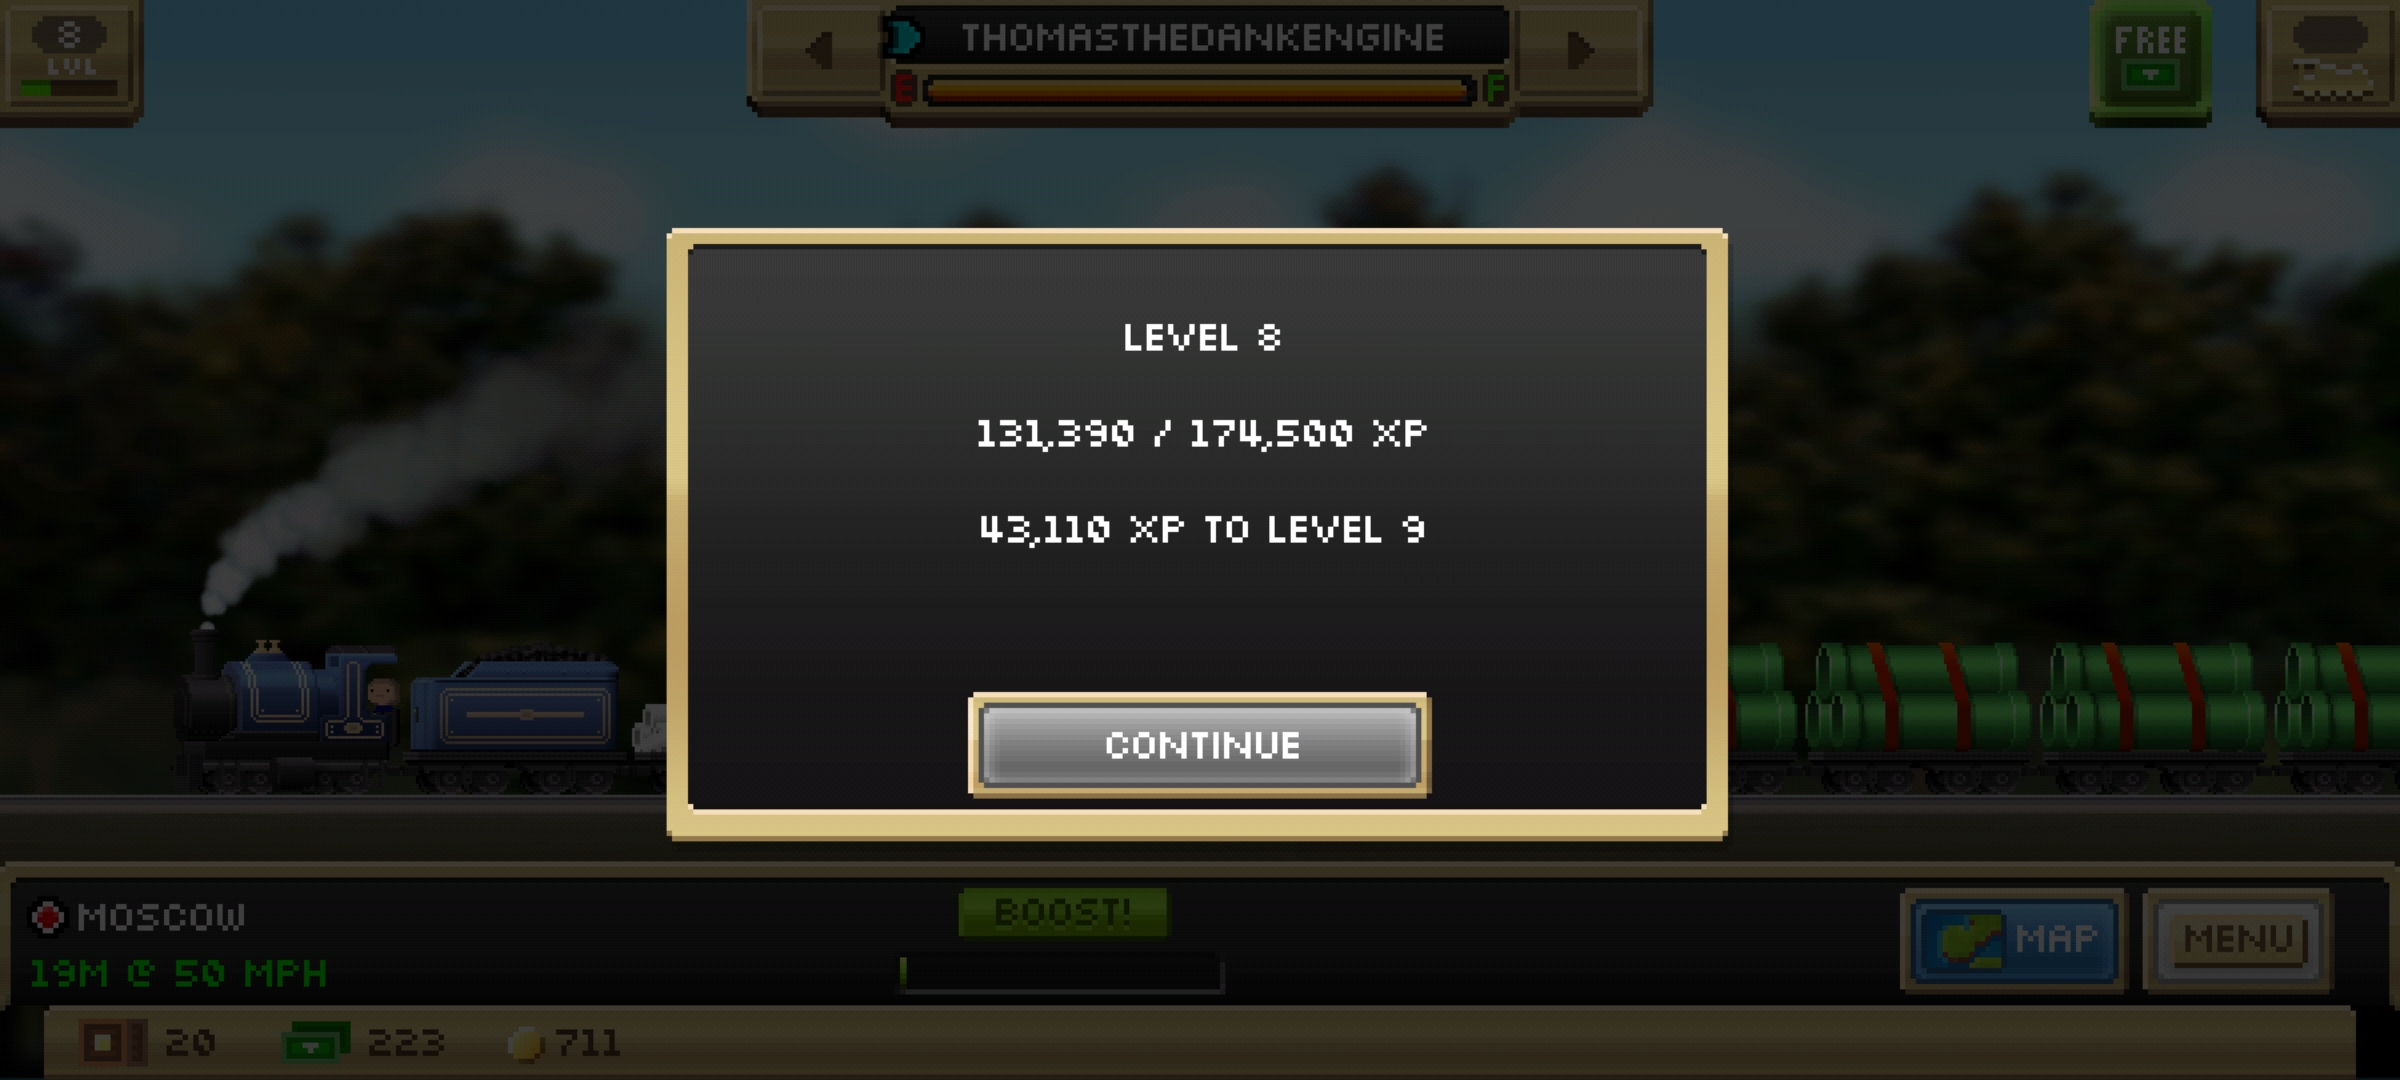 8
LVL
THOMASTHEDANKENGINE
E F
FREE
LEVEL 8
131,390 / 174,500 XP
43,110 XP TO LEVEL 9
CONTINUE
MOSCOW
19M @ 50 MPH
BOOST!
MAP
MENU
20 223 711